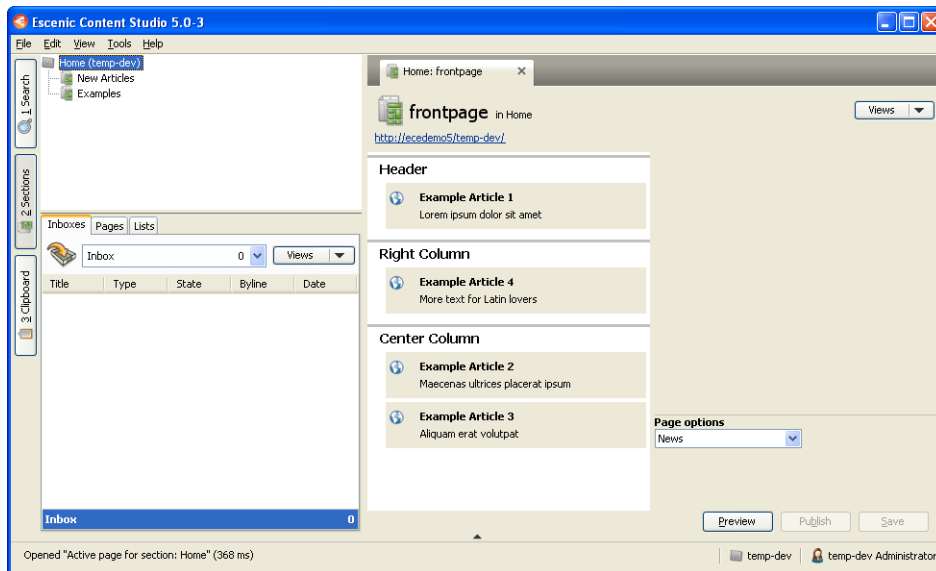 Escenic Content Studio 5.0-3
File Edit View Tools Help
1 Search
2 Sections
3 Clipboard
Home (temp-dev)
New Articles
Examples
Inboxes Pages Lists
Inbox 0 Views
Title Type State Byline Date
Inbox 0
Home: frontpage
frontpage in Home
Views
http://ecedemo5/temp-dev/
Header
Example Article 1
Lorem ipsum dolor sit amet
Right Column
Example Article 4
More text for Latin lovers
Center Column
Example Article 2
Maecenas ultrices placerat ipsum
Example Article 3
Aliquam erat volutpat
Page options
News
Preview Publish Save
Opened "Active page for section: Home" (368 ms)
temp-dev temp-dev Administrator